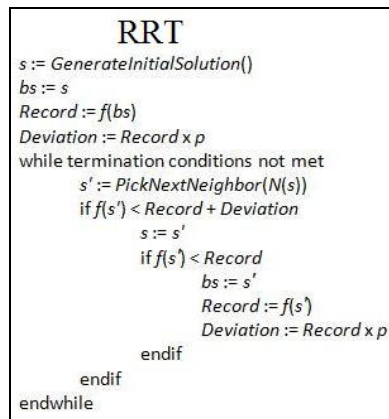 RRT
s := GenerateInitialSolution()
bs := s
Record := f(bs)
Deviation := Record x p
while termination conditions not met
s' := PickNextNeighbor(N(s))
if f(s') < Record + Deviation
s := s'
if f(s') < Record
bs := s'
Record := f(s')
Deviation := Record x p
endif
endif
endwhile